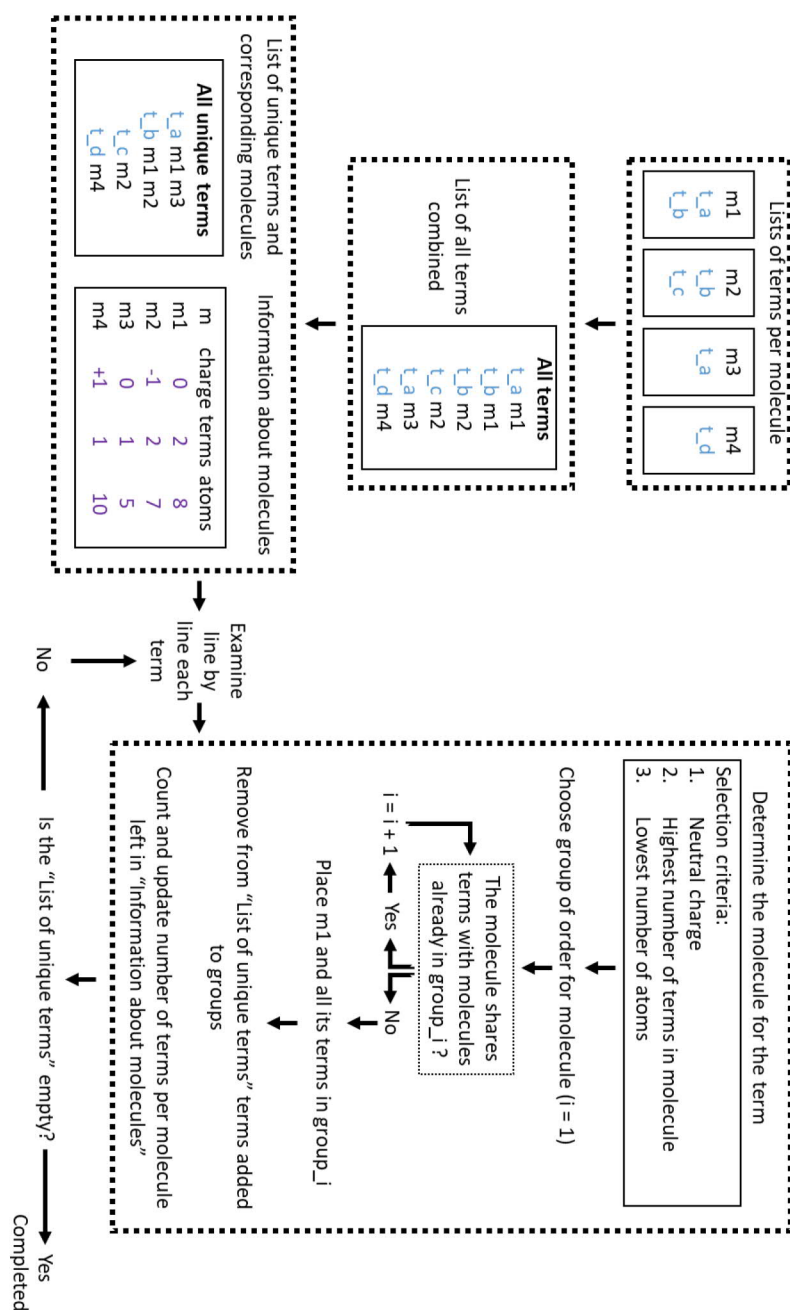 Lists of terms per molecule
m1
t_a
t_b
m2
t_b
t_c
m3
t_a
m4
t_d
List of all terms
combined
All terms
t_a m1
t_b m1
t_b m2
t_c m2
t_a m3
t_d m4
List of unique terms and
corresponding molecules
All unique terms
t_a m1 m3
t_b m1 m2
t_c m2
t_d m4
Information about molecules
m charge terms atoms
m1 0 2 8
m2 -1 2 7
m3 0 1 5
m4 +1 1 10
Examine
line by
line each
term
Determine the molecule for the term
Selection criteria:
1. Neutral charge
2. Highest number of terms in molecule
3. Lowest number of atoms
Choose group of order for molecule (i = 1)
The molecule shares
terms with molecules
already in group_i ?
i = i + 1
Yes
No
Place m1 and all its terms in group_i
Remove from “List of unique terms” terms added
to groups
Count and update number of terms per molecule
left in “Information about molecules”
No
Is the “List of unique terms” empty?
Yes
Completed